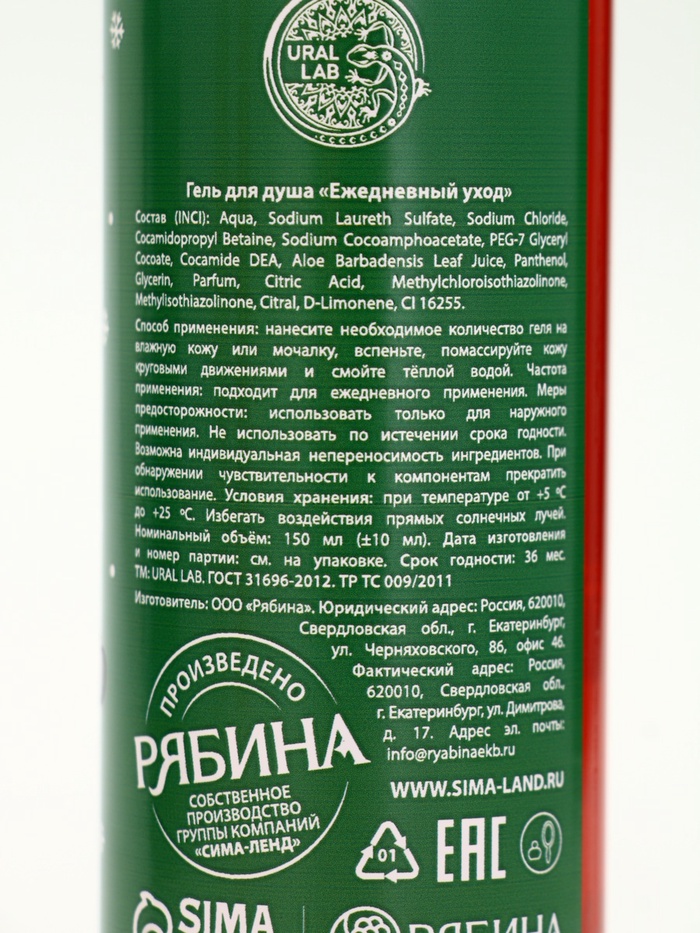 URAL
LAB
Гель для душа «Ежедневный уход»
Состав (INCI): Aqua, Sodium Laureth Sulfate, Sodium Chloride,
Cocamidopropyl Betaine, Sodium Cocoamphoacetate, PEG-7 Glyceryl
Cocoate, Cocamide DEA, Aloe Barbadensis Leaf Juice, Panthenol,
Glycerin, Parfum, Citric Acid, Methylchloroisothiazolinone,
Methylisothiazolinone, Citral, D-Limonene, CI 16255.
Способ применения: нанесите необходимое количество геля на
влажную кожу или мочалку, вспеньте, помассируйте кожу
круговыми движениями и смойте тёплой водой. Частота
применения: подходит для ежедневного применения. Меры
предосторожности: использовать только для наружного
применения. Не использовать по истечении срока годности.
Возможна индивидуальная непереносимость ингредиентов. При
обнаружении чувствительности к компонентам прекратить
использование. Условия хранения: при температуре от +5 ºC
до +25 ºC. Избегать воздействия прямых солнечных лучей.
Номинальный объём: 150 мл (±10 мл). Дата изготовления
и номер партии: см. на упаковке. Срок годности: 36 мес.
ТМ: URAL LAB. ГОСТ 31696-2012. ТР ТС 009/2011
Изготовитель: ООО «Рябина». Юридический адрес: Россия, 620010,
Свердловская обл., г. Екатеринбург,
ул. Черняховского, 86, офис 46.
Фактический адрес: Россия,
620010, Свердловская обл.,
г. Екатеринбург, ул. Димитрова,
д. 17. Адрес эл. почты:
info@ryabinaekb.ru
WWW.SIMA-LAND.RU
ПРОИЗВЕДЕНО
РЯБИНА
СОБСТВЕННОЕ
ПРОИЗВОДСТВО
ГРУППЫ КОМПАНИЙ
«СИМА-ЛЕНД»
01
EAC
SIMA
РЯБИНА